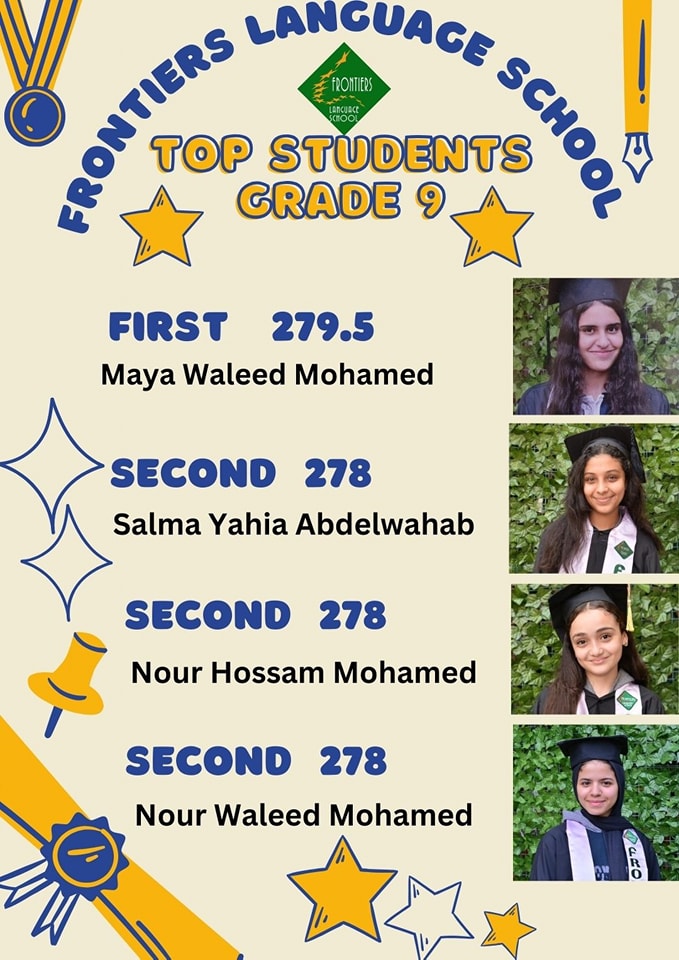 FRONTIERS LANGUAGE SCHOOL
FRONTIERS
LANGUAGE
SCHOOL
TOP STUDENTS
GRADE 9
FIRST 279.5
Maya Waleed Mohamed
SECOND 278
Salma Yahia Abdelwahab
SECOND 278
Nour Hossam Mohamed
SECOND 278
Nour Waleed Mohamed
FRO